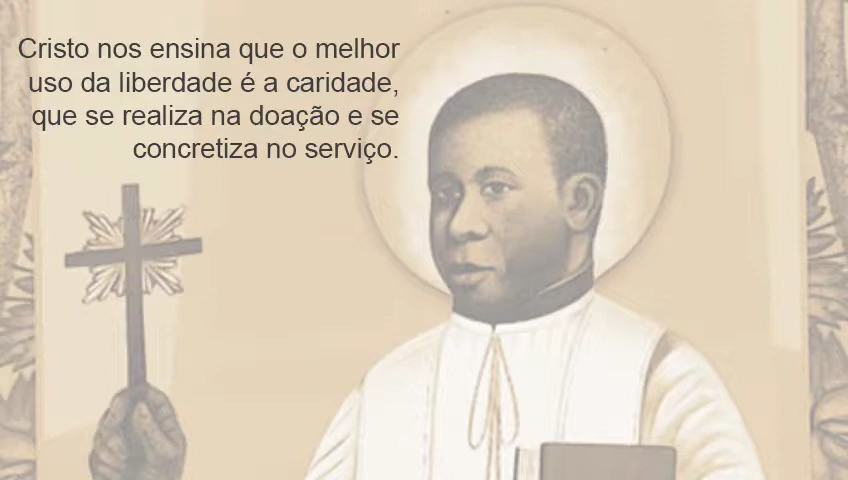 Cristo nos ensina que o melhor
uso da liberdade é a caridade,
que se realiza na doação e se
concretiza no serviço.